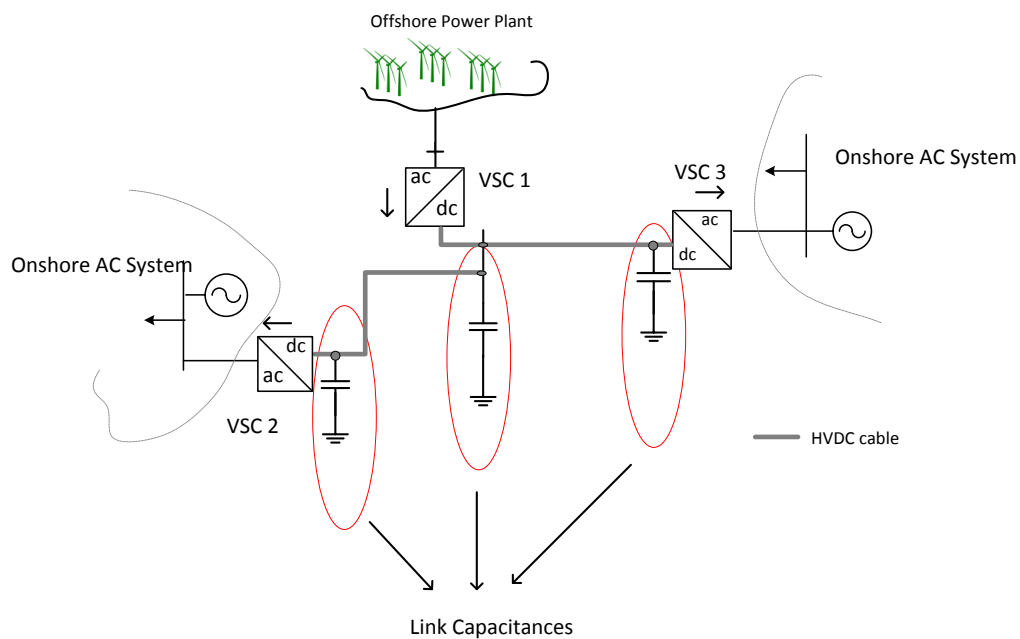 Offshore Power Plant
ac
dc
VSC 1
VSC 3
Onshore AC System
ac
dc
Onshore AC System
dc
ac
VSC 2
HVDC cable
Link Capacitances